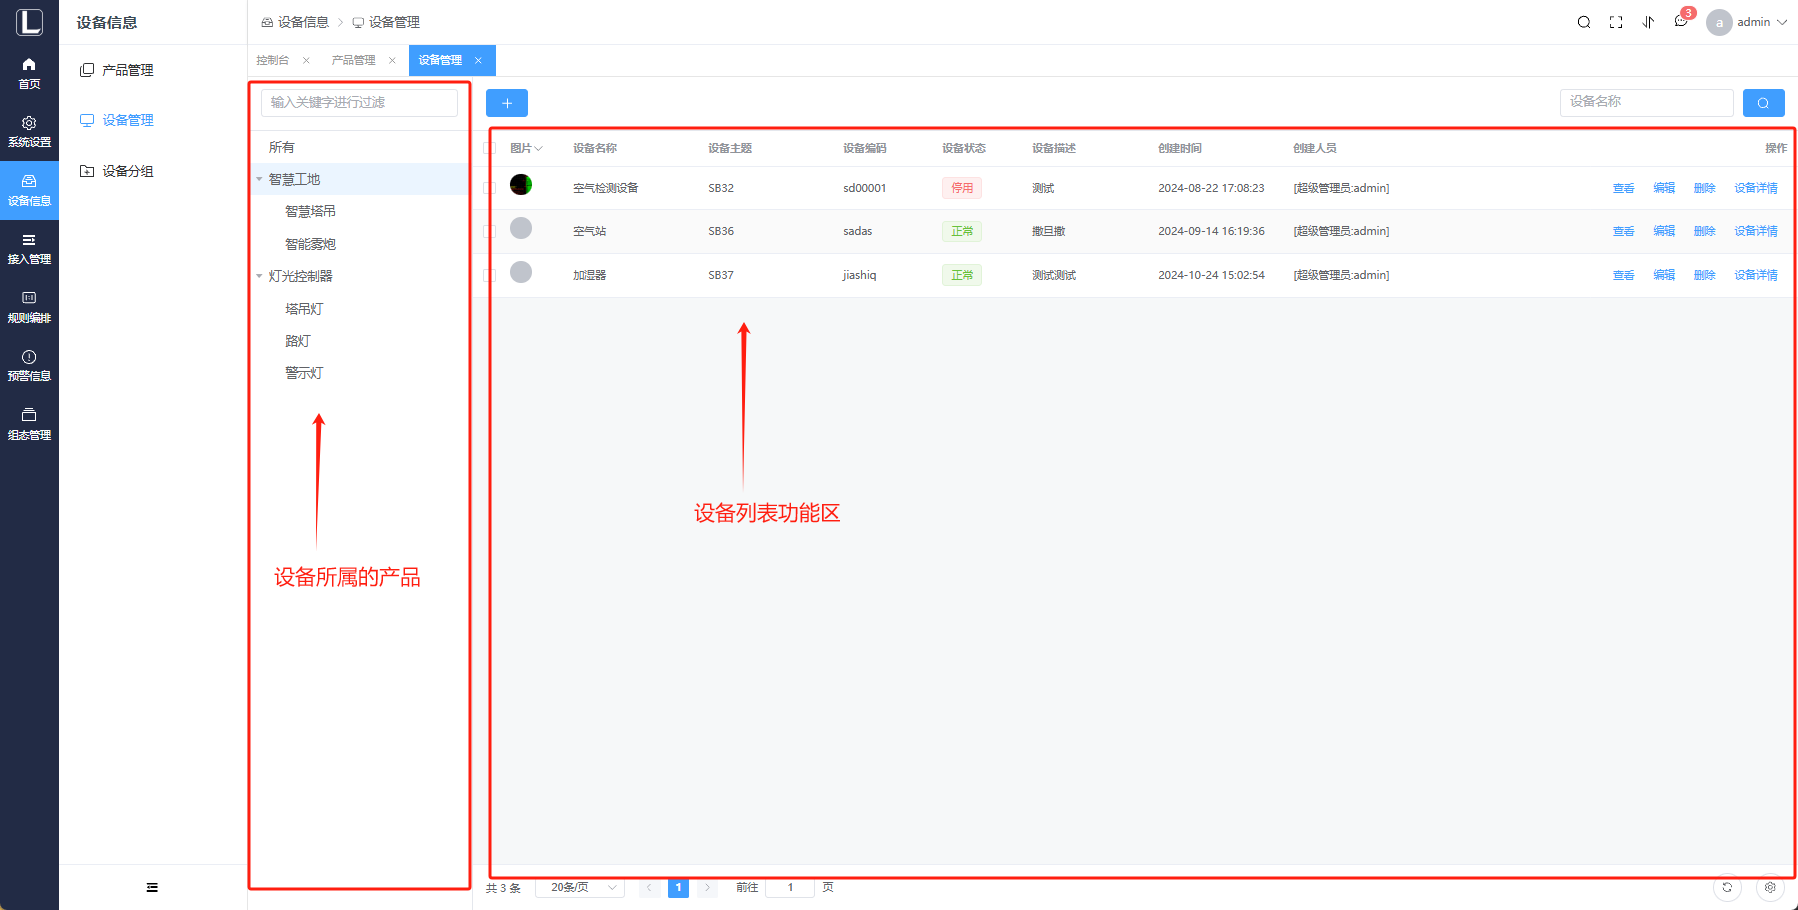 设备信息
设备信息 > 设备管理
3
a admin
首页
系统设置
设备信息
接入管理
规则编排
预警信息
组态管理
产品管理
设备管理
设备分组
控制台 × 产品管理 × 设备管理 ×
输入关键字进行过滤
所有
智慧工地
智慧塔吊
智能雾炮
灯光控制器
塔吊灯
路灯
警示灯
设备所属的产品
+
设备名称
图片 设备名称 设备主题 设备编码 设备状态 设备描述 创建时间 创建人员 操作
空气检测设备 SB32 sd00001 停用 测试 2024-08-22 17:08:23 [超级管理员:admin] 查看 编辑 删除 设备详情
空气站 SB36 sadas 正常 撒旦撒 2024-09-14 16:19:36 [超级管理员:admin] 查看 编辑 删除 设备详情
加湿器 SB37 jiashiq 正常 测试测试 2024-10-24 15:02:54 [超级管理员:admin] 查看 编辑 删除 设备详情
设备列表功能区
共 3 条 20条/页 < 1 > 前往 1 页